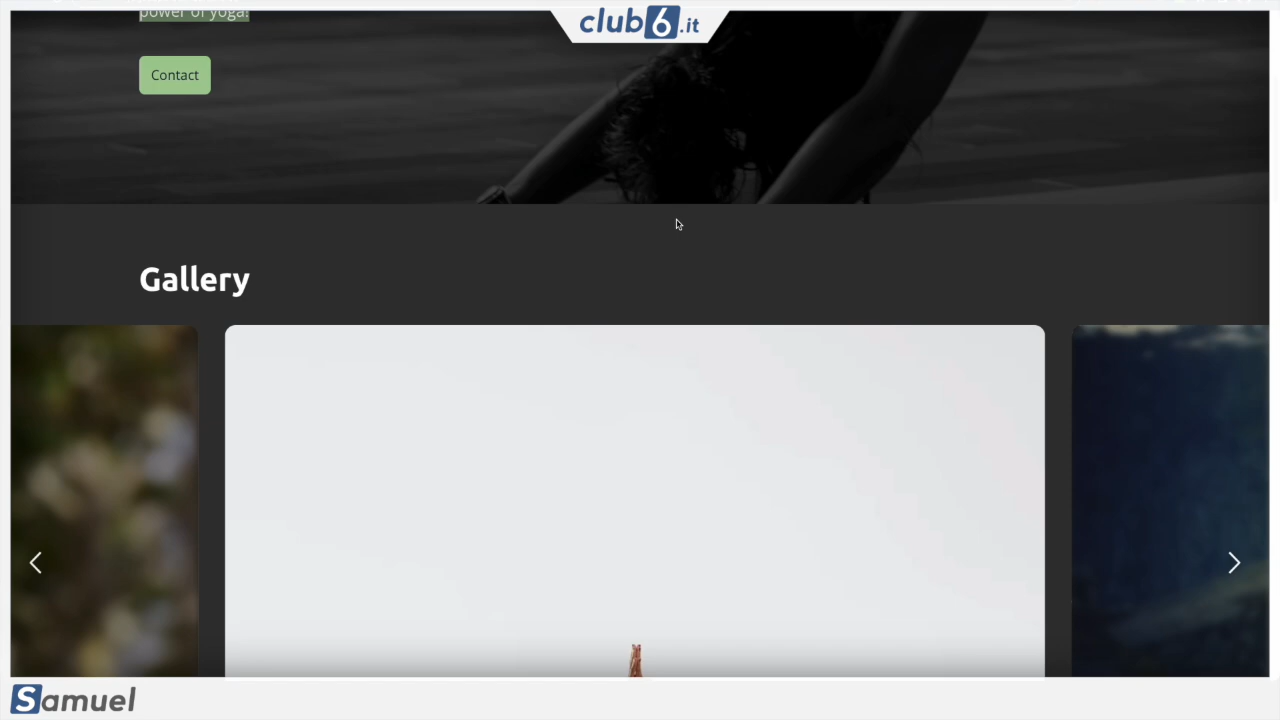 power of yoga!
club6.it
Contact
Gallery
Samuel